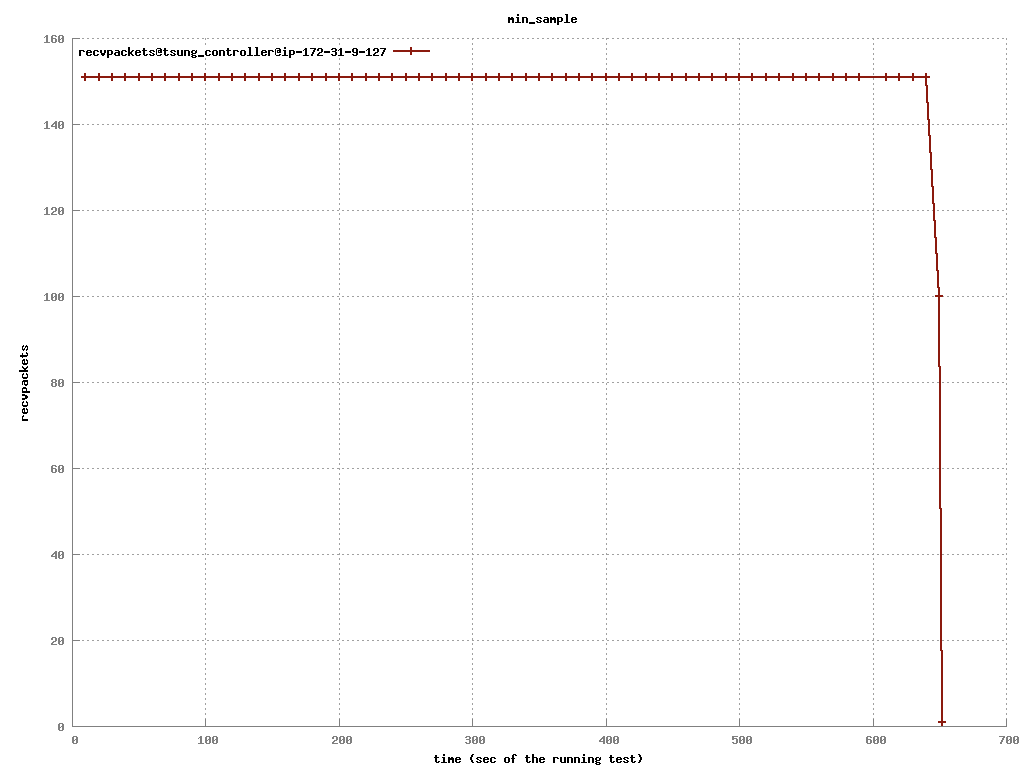 min_sample
recvpackets@tsung_controller@ip-172-31-9-127
160
140
120
100
80
60
40
20
0
recvpackets
0 100 200 300 400 500 600 700
time (sec of the running test)